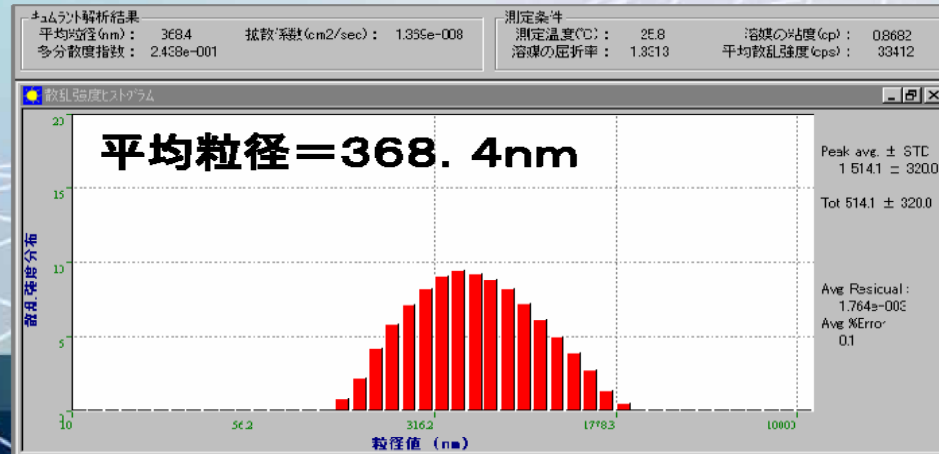 キュムラント解析結果
平均粒径(nm)： 368.4 拡散係数(cm2/sec)： 1.359e-008
多分散度指数： 2.438e-001
測定条件
測定温度(℃)： 25.8 溶媒の粘度(cp)： 0.8682
溶媒の屈折率： 1.3313 平均散乱強度(cps)： 33412
散乱強度ヒストグラム
平均粒径＝368．4nm
Peak avg. ± STD
1 514.1 ± 320.0
Tot 514.1 ± 320.0
Avg Residual:
1.764e-003
Avg %Error
0.1
散乱強度分布
20
15
10
5
10 56.2 316.2 1778.3 10000
粒径値 (nm)